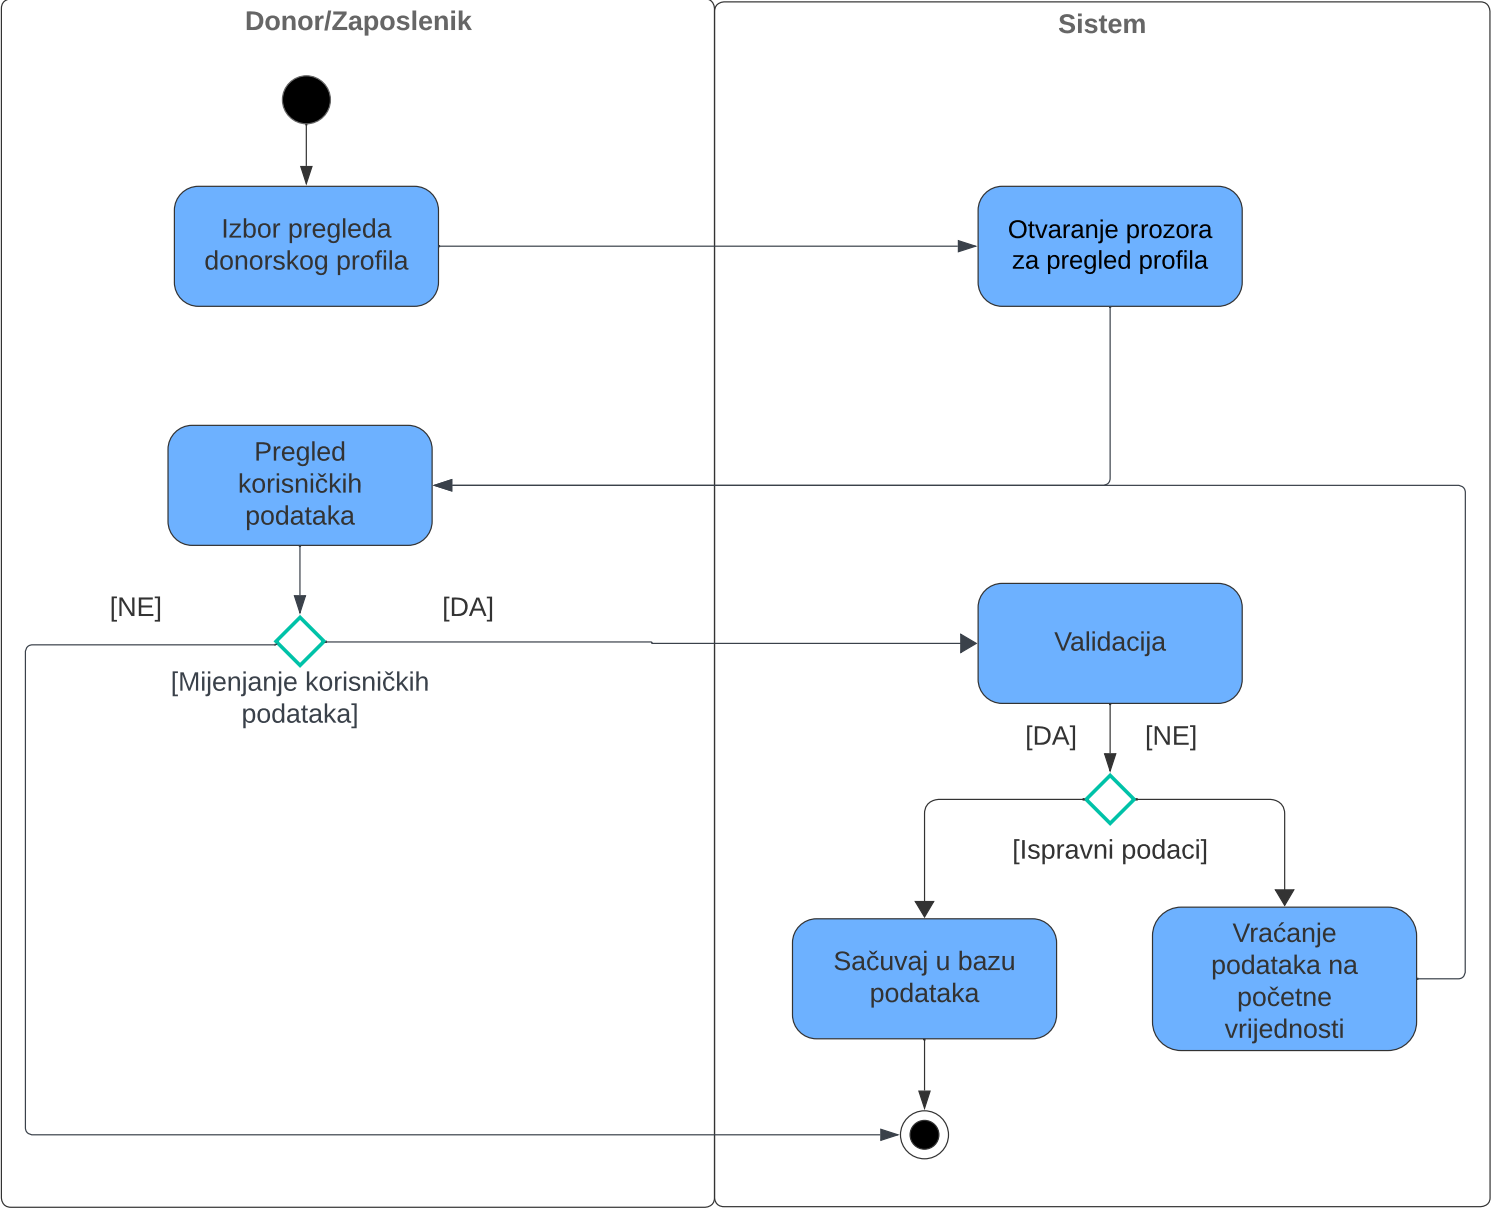 Donor/Zaposlenik
Sistem
Izbor pregleda
donorskog profila
Otvaranje prozora
za pregled profila
Pregled
korisničkih
podataka
[NE]
[DA]
[Mijenjanje korisničkih
podataka]
Validacija
[DA]
[NE]
[Ispravni podaci]
Sačuvaj u bazu
podataka
Vraćanje
podataka na
početne
vrijednosti